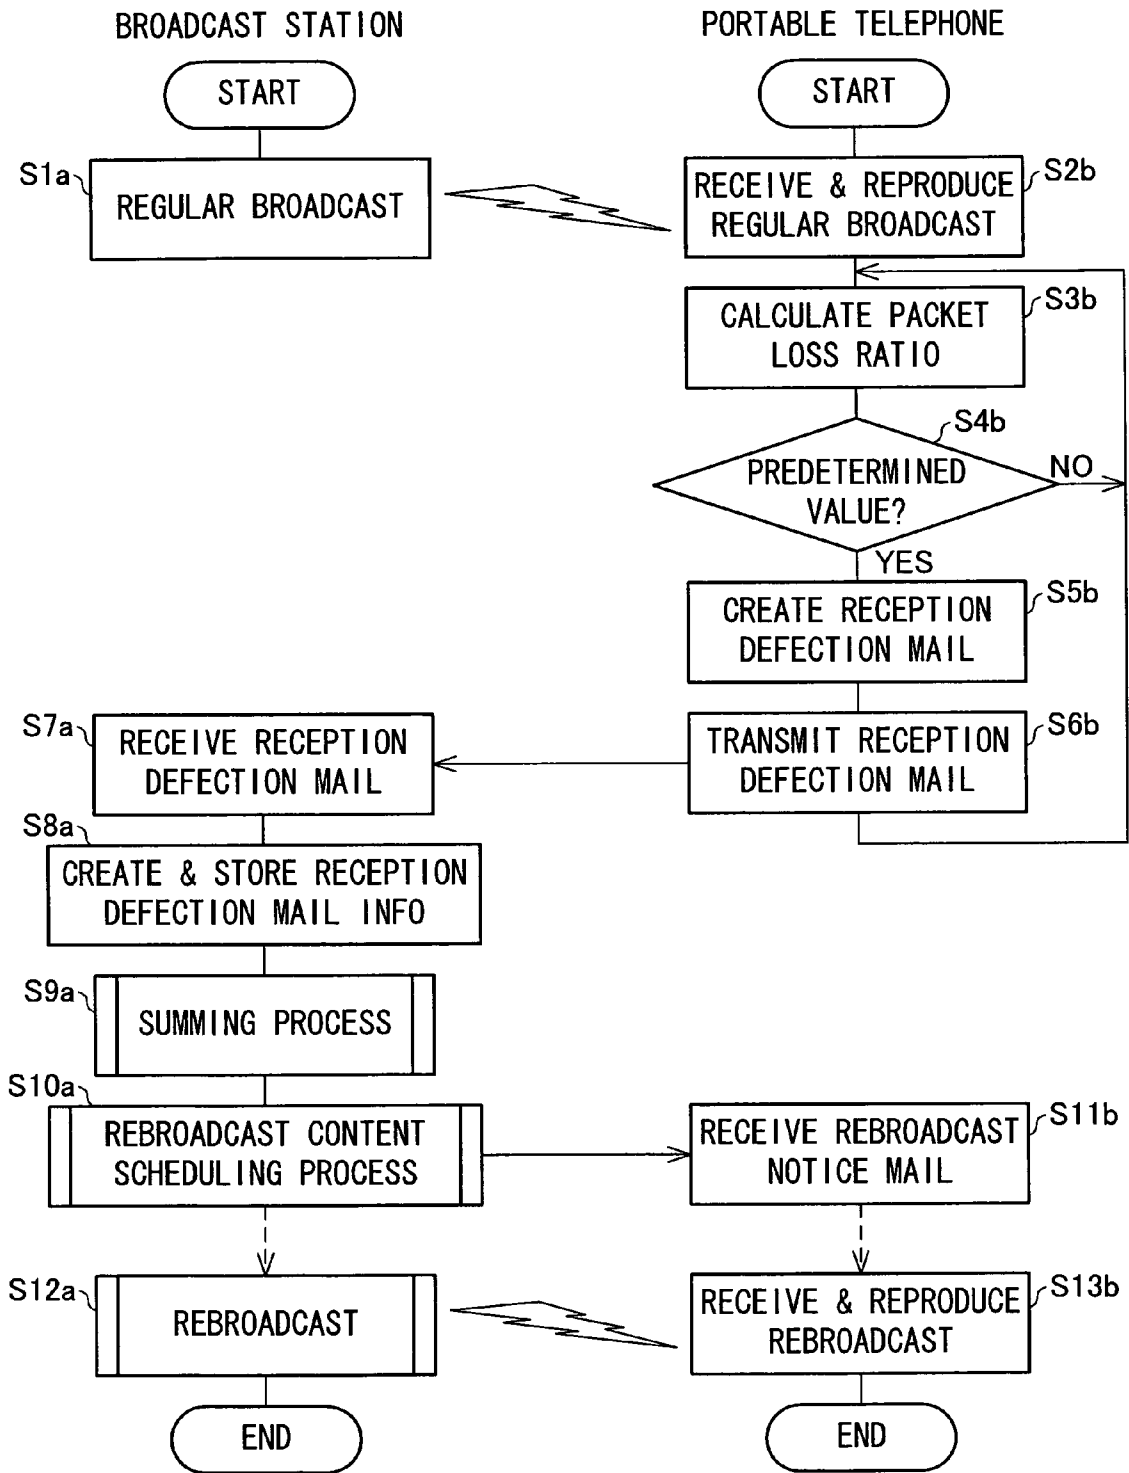 BROADCAST STATION
PORTABLE TELEPHONE
START
START
S1a
REGULAR BROADCAST
S2b
RECEIVE & REPRODUCE
REGULAR BROADCAST
S3b
CALCULATE PACKET
LOSS RATIO
S4b
PREDETERMINED
VALUE?
NO
YES
S5b
CREATE RECEPTION
DEFECTION MAIL
S7a
RECEIVE RECEPTION
DEFECTION MAIL
S6b
TRANSMIT RECEPTION
DEFECTION MAIL
S8a
CREATE & STORE RECEPTION
DEFECTION MAIL INFO
S9a
SUMMING PROCESS
S10a
REBROADCAST CONTENT
SCHEDULING PROCESS
S11b
RECEIVE REBROADCAST
NOTICE MAIL
S12a
REBROADCAST
S13b
RECEIVE & REPRODUCE
REBROADCAST
END
END